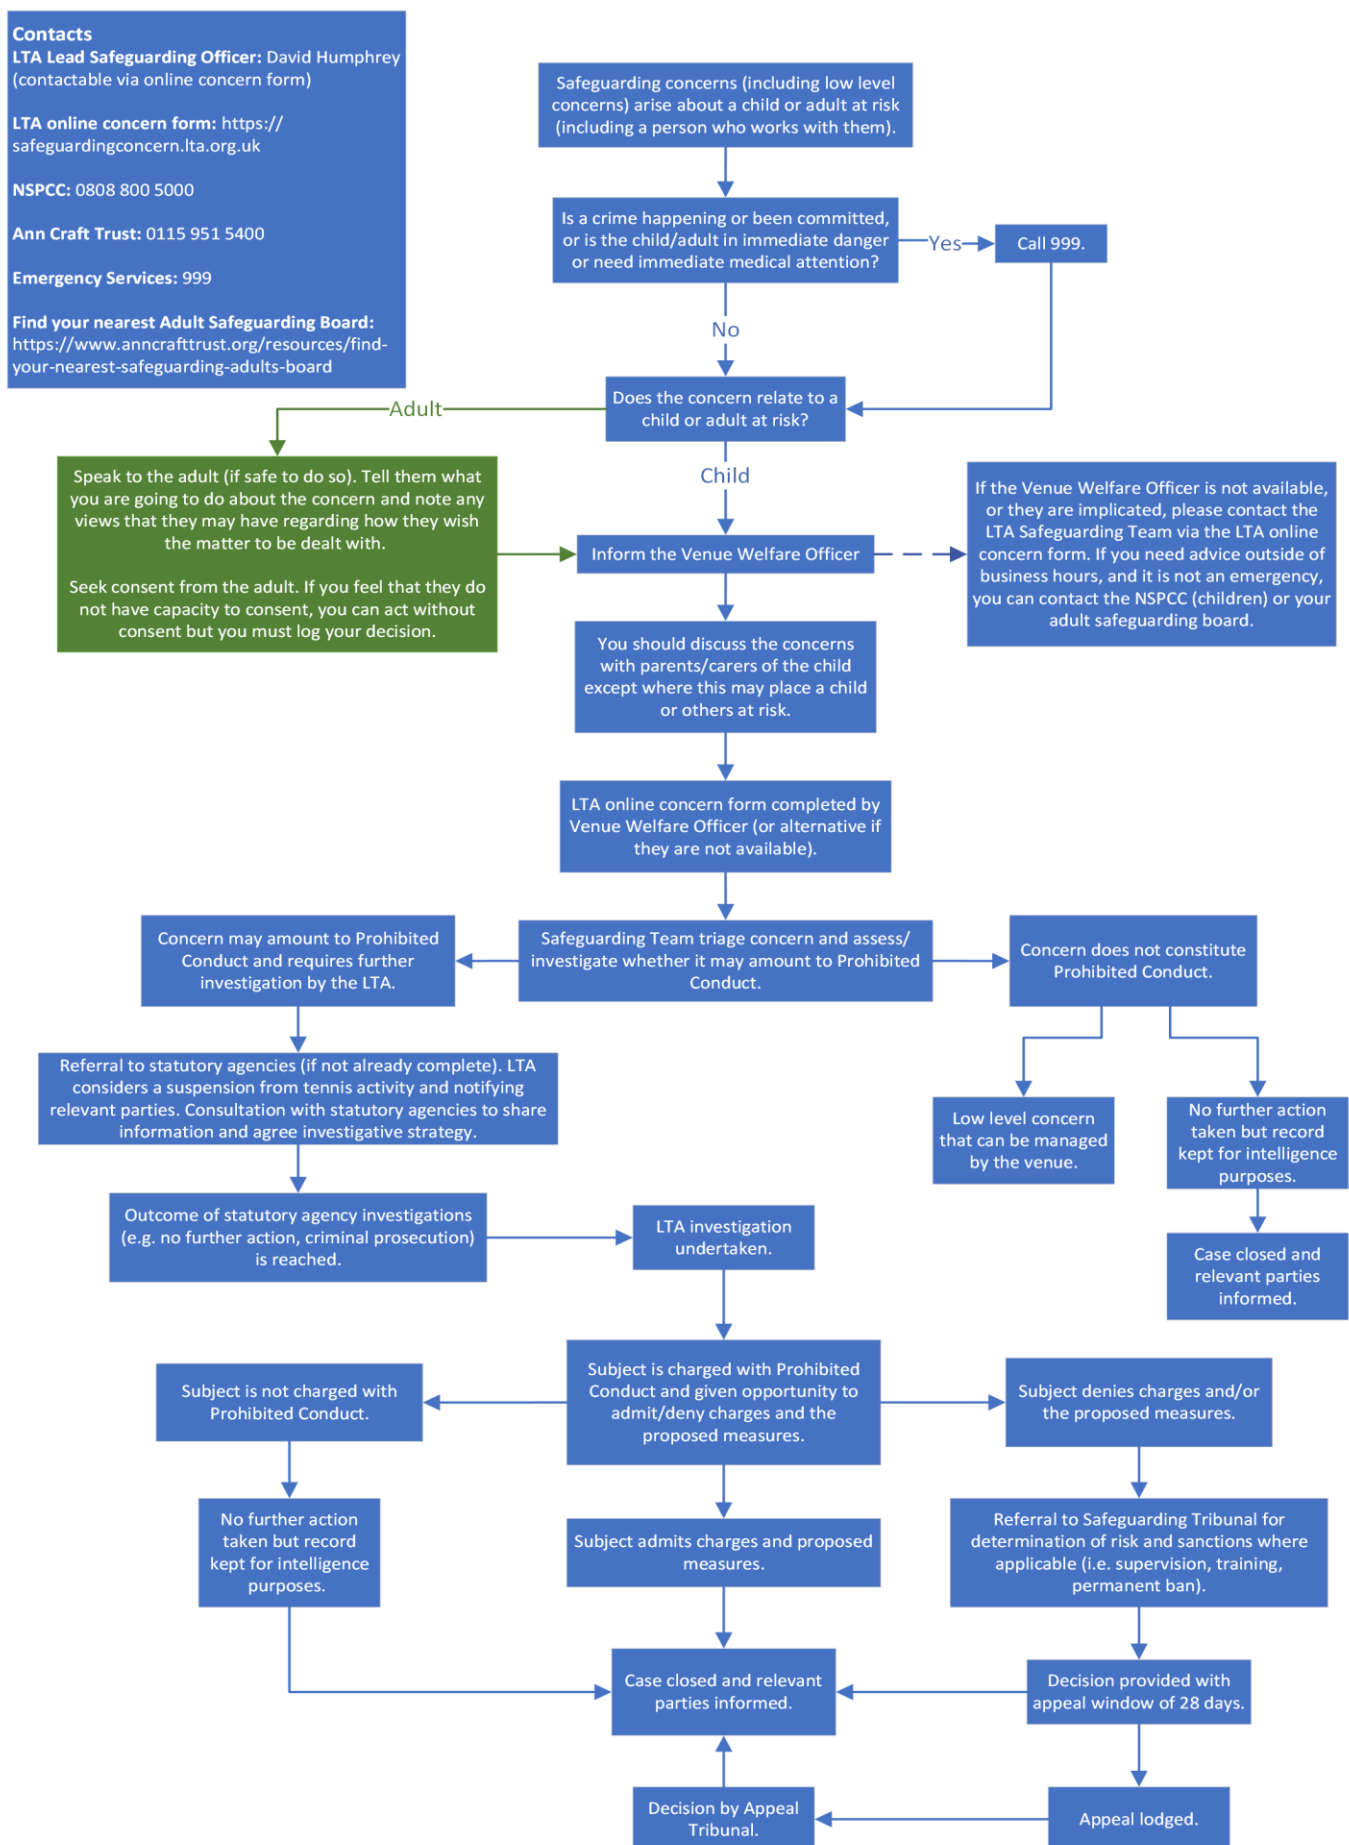 Contacts
LTA Lead Safeguarding Officer: David Humphrey
(contactable via online concern form)
LTA online concern form: https://
safeguardingconcern.lta.org.uk
NSPCC: 0808 800 5000
Ann Craft Trust: 0115 951 5400
Emergency Services: 999
Find your nearest Adult Safeguarding Board:
https://www.anncrafttrust.org/resources/find-
your-nearest-safeguarding-adults-board
Safeguarding concerns (including low level
concerns) arise about a child or adult at risk
(including a person who works with them).
Is a crime happening or been committed,
or is the child/adult in immediate danger
or need immediate medical attention?
Yes
Call 999.
No
Does the concern relate to a
child or adult at risk?
Adult
Speak to the adult (if safe to do so). Tell them what
you are going to do about the concern and note any
views that they may have regarding how they wish
the matter to be dealt with.
Seek consent from the adult. If you feel that they do
not have capacity to consent, you can act without
consent but you must log your decision.
Child
Inform the Venue Welfare Officer
If the Venue Welfare Officer is not available,
or they are implicated, please contact the
LTA Safeguarding Team via the LTA online
concern form. If you need advice outside of
business hours, and it is not an emergency,
you can contact the NSPCC (children) or your
adult safeguarding board.
You should discuss the concerns
with parents/carers of the child
except where this may place a child
or others at risk.
LTA online concern form completed by
Venue Welfare Officer (or alternative if
they are not available).
Safeguarding Team triage concern and assess/
investigate whether it may amount to Prohibited
Conduct.
Concern may amount to Prohibited
Conduct and requires further
investigation by the LTA.
Concern does not constitute
Prohibited Conduct.
Referral to statutory agencies (if not already complete). LTA
considers a suspension from tennis activity and notifying
relevant parties. Consultation with statutory agencies to share
information and agree investigative strategy.
Low level concern
that can be managed
by the venue.
No further action
taken but record
kept for intelligence
purposes.
Outcome of statutory agency investigations
(e.g. no further action, criminal prosecution)
is reached.
LTA investigation
undertaken.
Case closed and
relevant parties
informed.
Subject is not charged with
Prohibited Conduct.
Subject is charged with Prohibited
Conduct and given opportunity to
admit/deny charges and the
proposed measures.
Subject denies charges and/or
the proposed measures.
No further action
taken but record
kept for intelligence
purposes.
Subject admits charges and proposed
measures.
Referral to Safeguarding Tribunal for
determination of risk and sanctions where
applicable (i.e. supervision, training,
permanent ban).
Case closed and relevant
parties informed.
Decision provided with
appeal window of 28 days.
Decision by Appeal
Tribunal.
Appeal lodged.